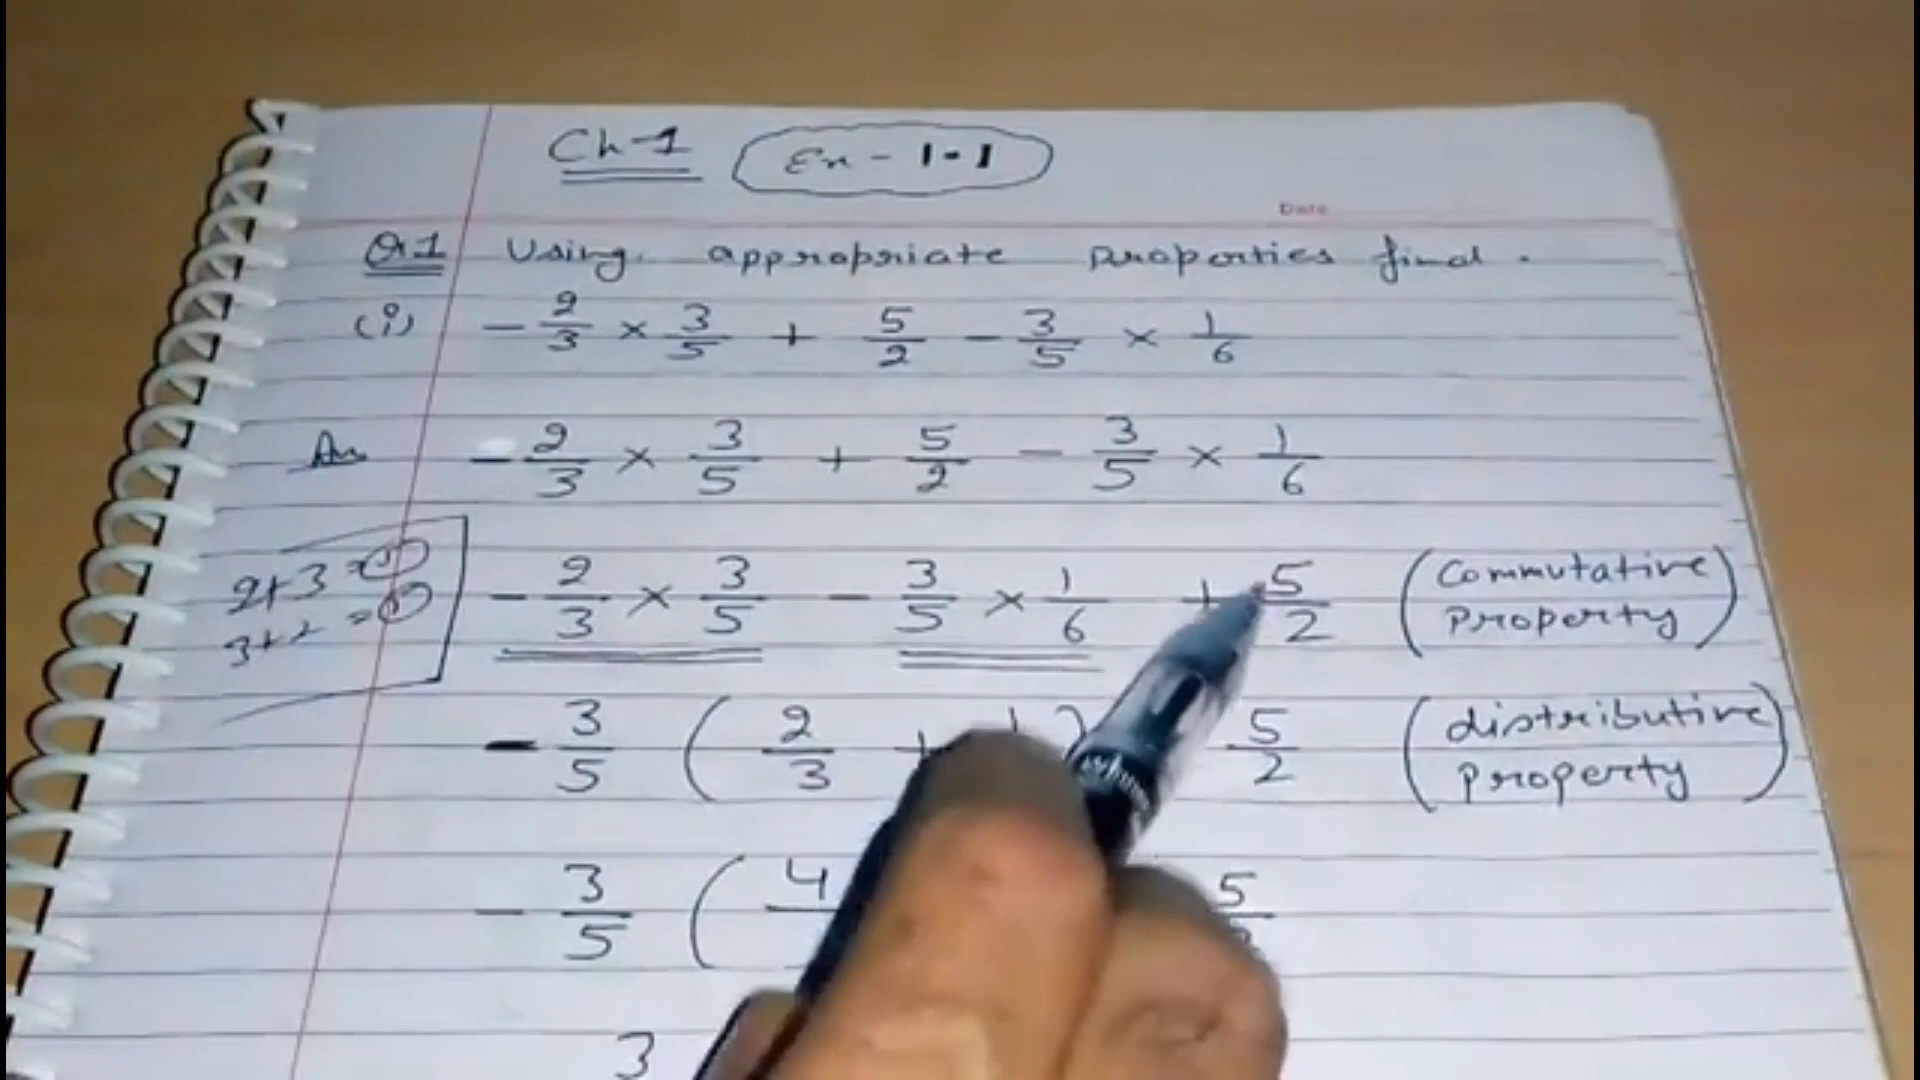 Ch-1 Ex - 1.1
Date
Q.1 Using appropriate properties find.
(i) - 2/3 × 3/5 + 5/2 - 3/5 × 1/6
An - 2/3 × 3/5 + 5/2 - 3/5 × 1/6
2+3 =
3+2 =
- 2/3 × 3/5 - 3/5 × 1/6 + 5/2 (Commutative Property)
- 3/5 ( 2/3 + 1 ) 5/2 (distributive Property)
- 3/5 ( 4 5
3